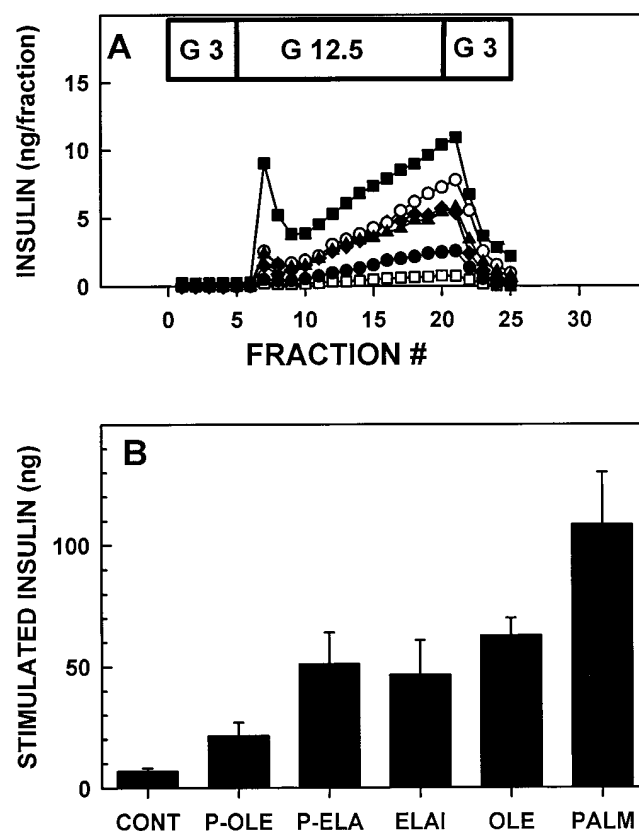 A
G 3
G 12.5
G 3
INSULIN (ng/fraction)
15
10
5
0
0
5
10
15
20
25
30
FRACTION #
B
STIMULATED INSULIN (ng)
100
50
0
CONT
P-OLE
P-ELA
ELAI
OLE
PALM